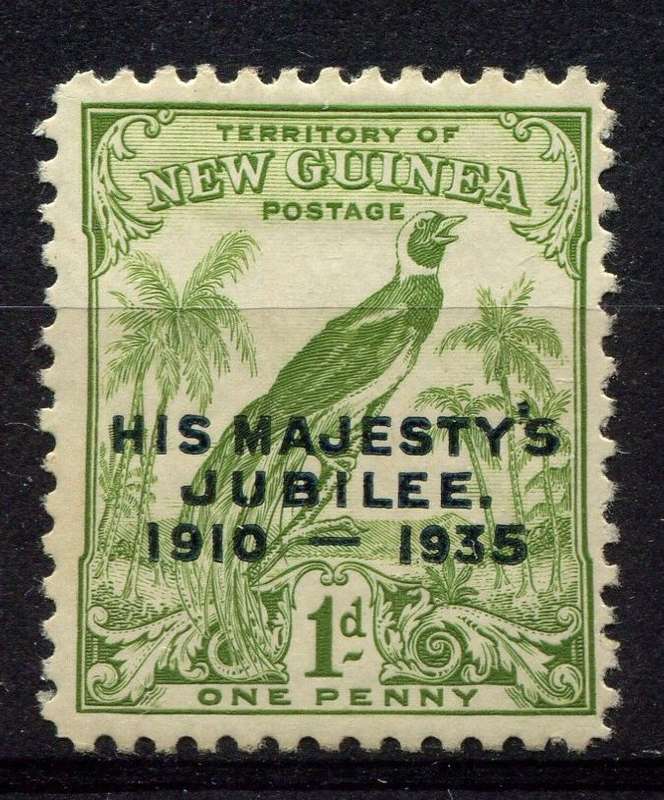 TERRITORY OF
NEW GUINEA
POSTAGE
HIS MAJESTY'S
JUBILEE.
1910 — 1935
1d/-
ONE PENNY